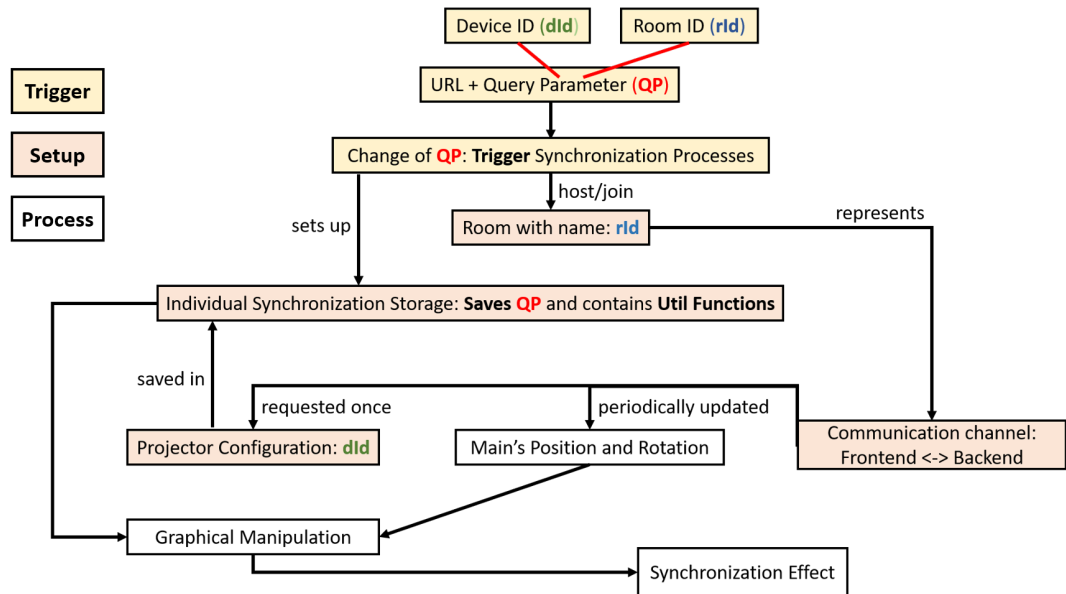 Device ID (dId)
Room ID (rId)
Trigger
URL + Query Parameter (QP)
Setup
Change of QP: Trigger Synchronization Processes
Process
host/join
sets up
Room with name: rId
represents
Individual Synchronization Storage: Saves QP and contains Util Functions
saved in
requested once
periodically updated
Projector Configuration: dId
Main's Position and Rotation
Communication channel:
Frontend <-> Backend
Graphical Manipulation
Synchronization Effect